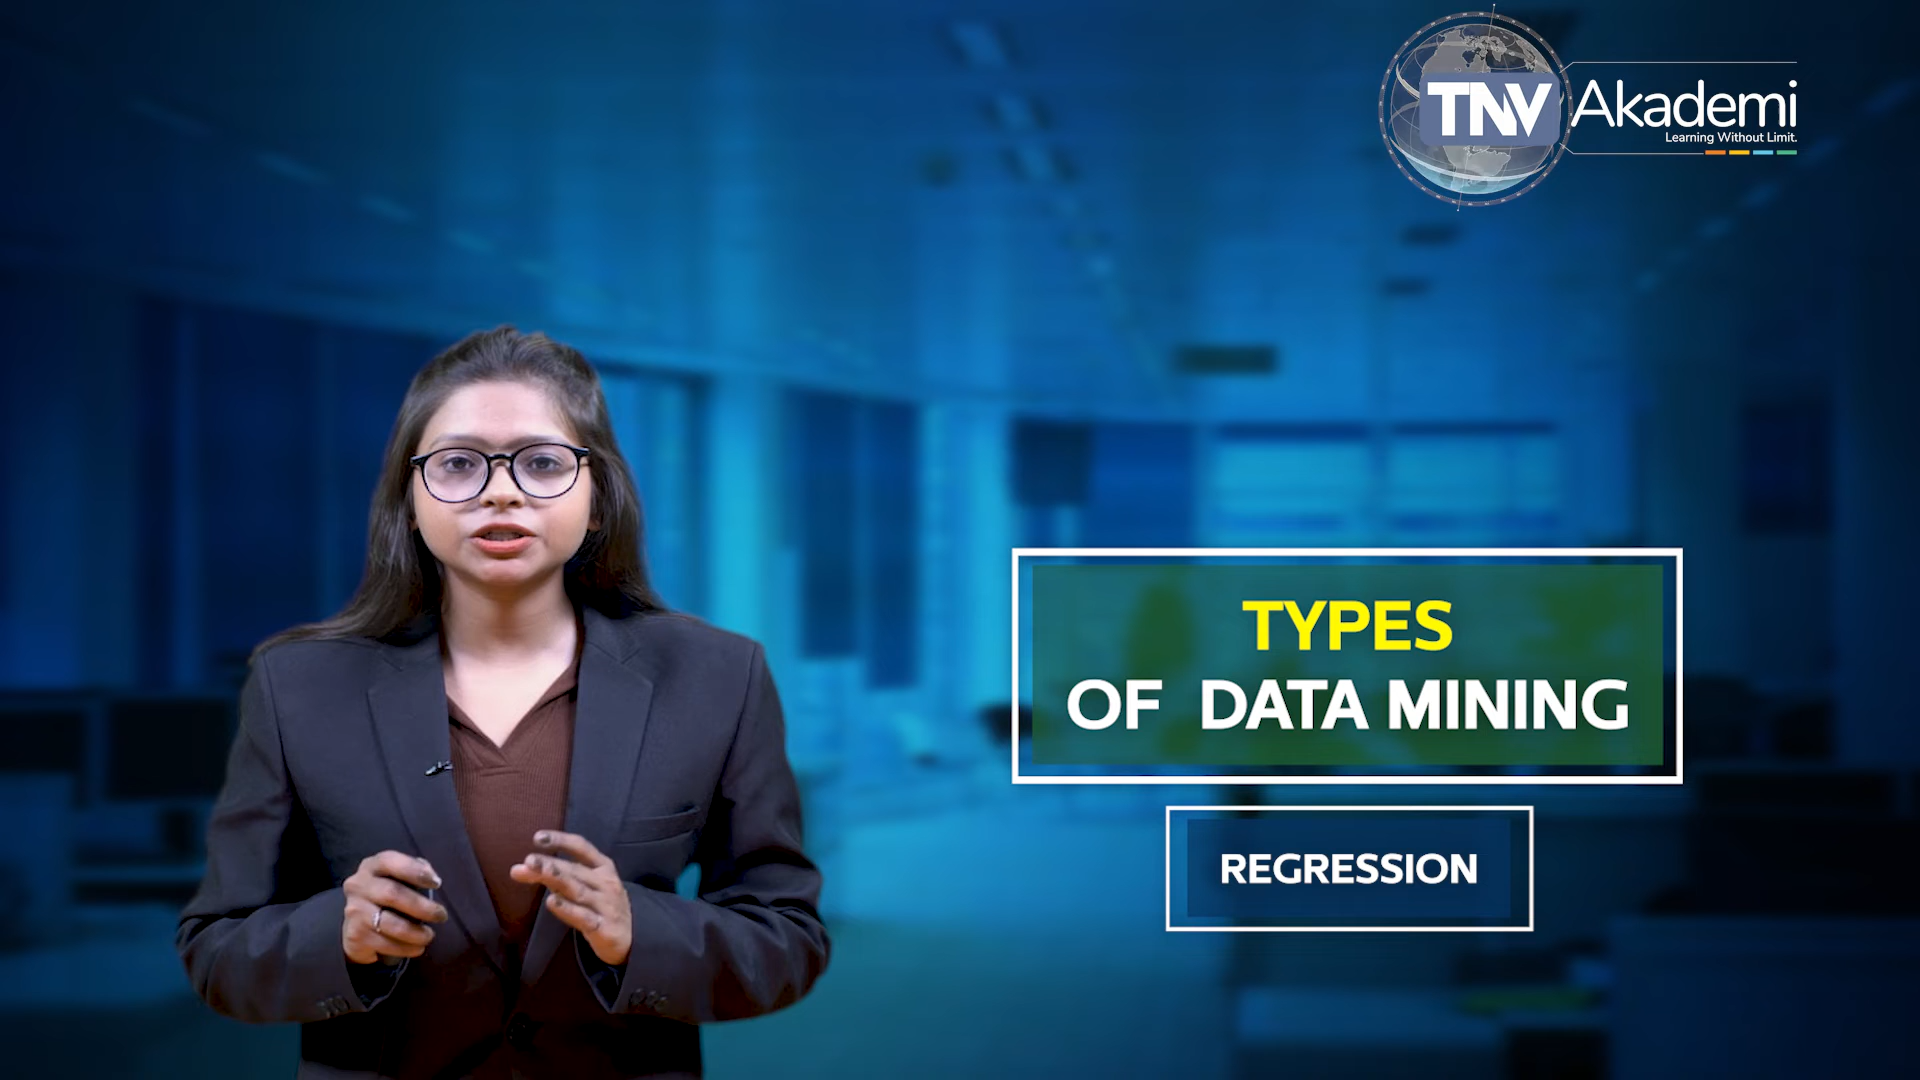 TNV Akademi
Learning Without Limit.
TYPES
OF DATA MINING
REGRESSION